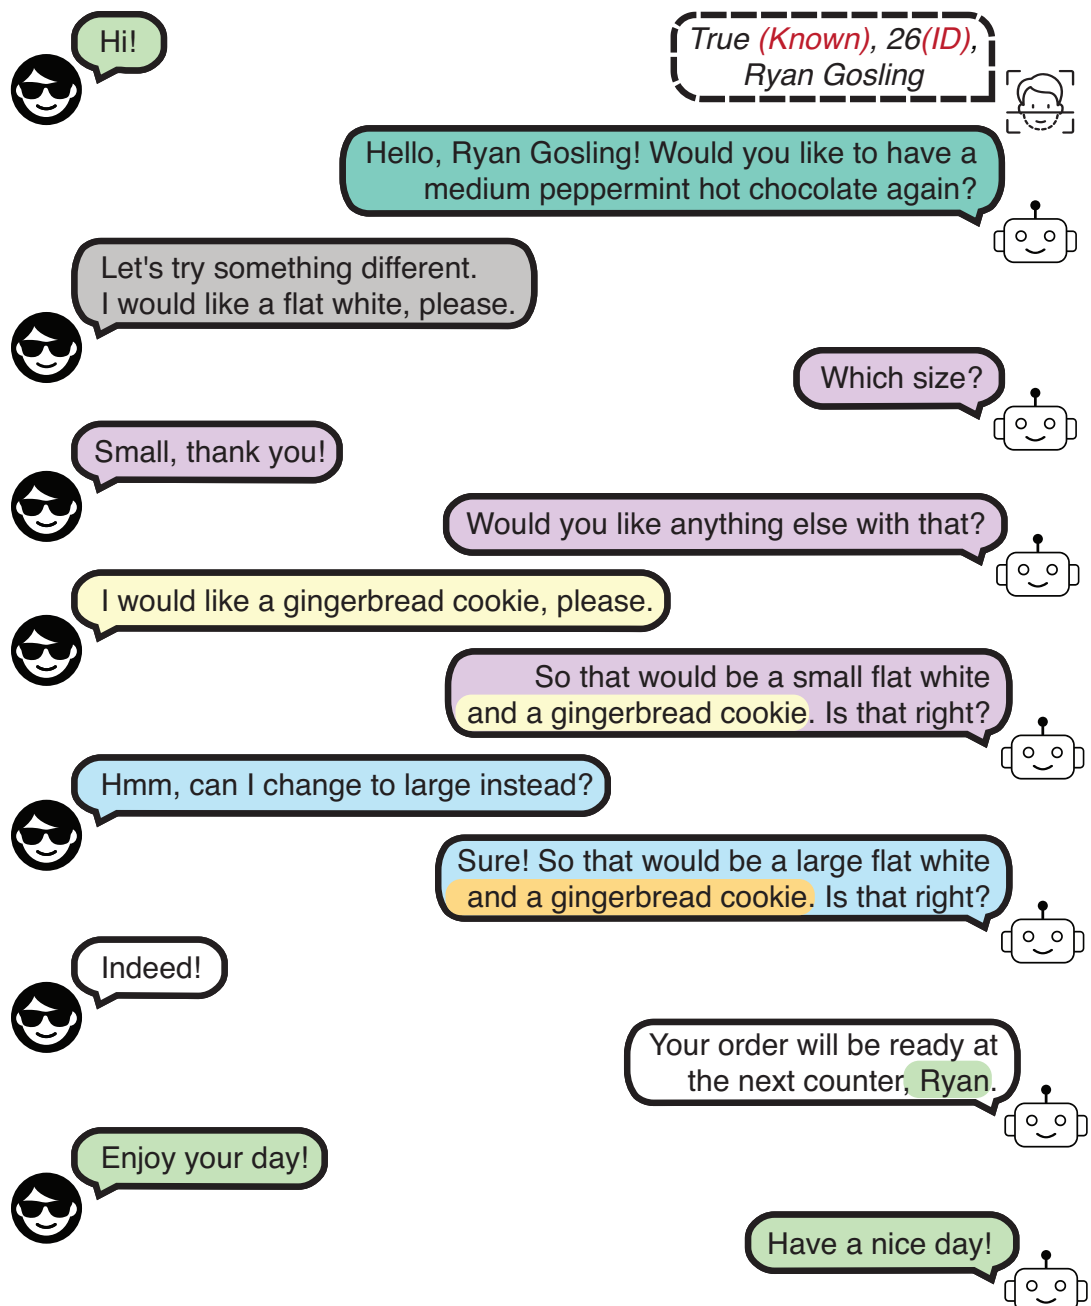 Hi!
True (Known), 26(ID),
Ryan Gosling
Hello, Ryan Gosling! Would you like to have a
medium peppermint hot chocolate again?
Let's try something different.
I would like a flat white, please.
Which size?
Small, thank you!
Would you like anything else with that?
I would like a gingerbread cookie, please.
So that would be a small flat white
and a gingerbread cookie. Is that right?
Hmm, can I change to large instead?
Sure! So that would be a large flat white
and a gingerbread cookie. Is that right?
Indeed!
Your order will be ready at
the next counter, Ryan.
Enjoy your day!
Have a nice day!